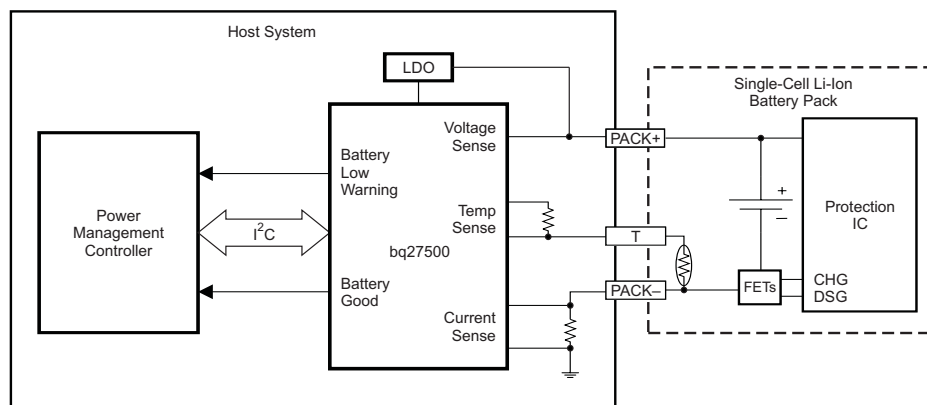 Host System
LDO
Single-Cell Li-Ion
Battery Pack
Voltage
Sense
PACK+
Battery
Low
Warning
+
–
Power
Management
Controller
I²C
Temp
Sense
T
Protection
IC
bq27500
Battery
Good
PACK–
FETs
CHG
DSG
Current
Sense